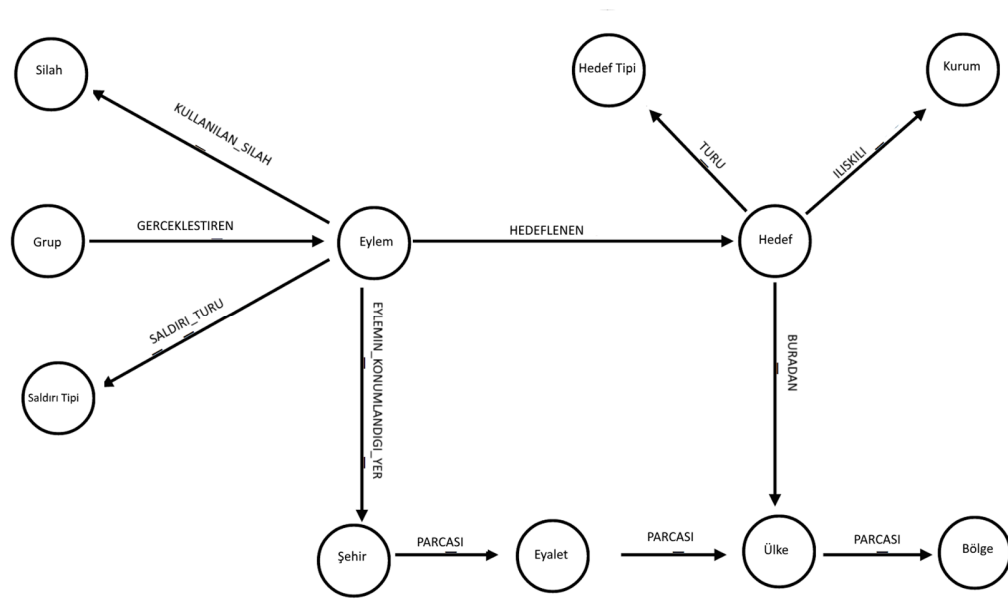 Silah
Hedef Tipi
Kurum
KULLANILAN_SILAH
TURU
ILISKILI
Grup
GERCEKLESTIREN
Eylem
HEDEFLENEN
Hedef
SALDIRI_TURU
EYLEMIN_KONUMLANDIGI_YER
BURADAN
Saldırı Tipi
Şehir
PARCASI
Eyalet
PARCASI
Ülke
PARCASI
Bölge